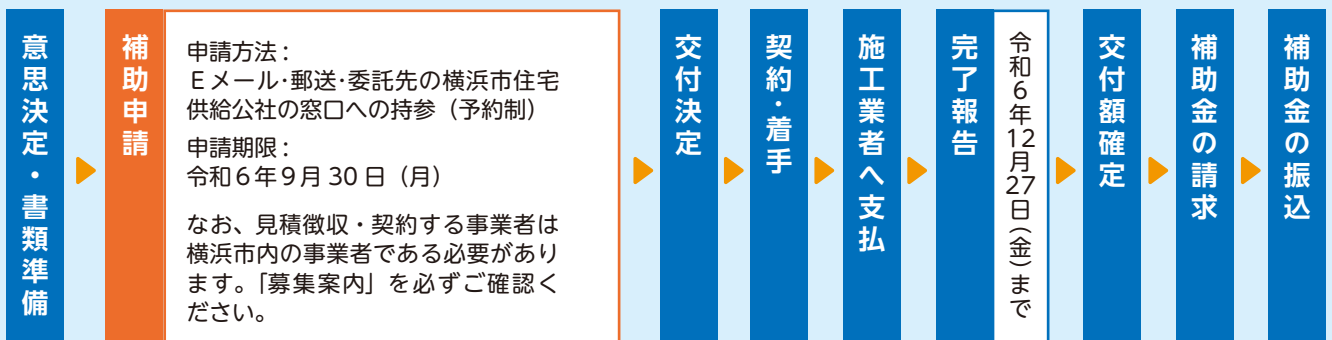 意思決定・書類準備
補助申請
申請方法：
Ｅメール・郵送・委託先の横浜市住宅
供給公社の窓口への持参（予約制）
申請期限：
令和６年９月 30 日（月）
なお、見積徴収・契約する事業者は
横浜市内の事業者である必要があり
ます。「募集案内」を必ずご確認く
ださい。
交付決定
契約・着手
施工業者へ支払
完了報告
令和６年12月27日（金）まで
交付額確定
補助金の請求
補助金の振込